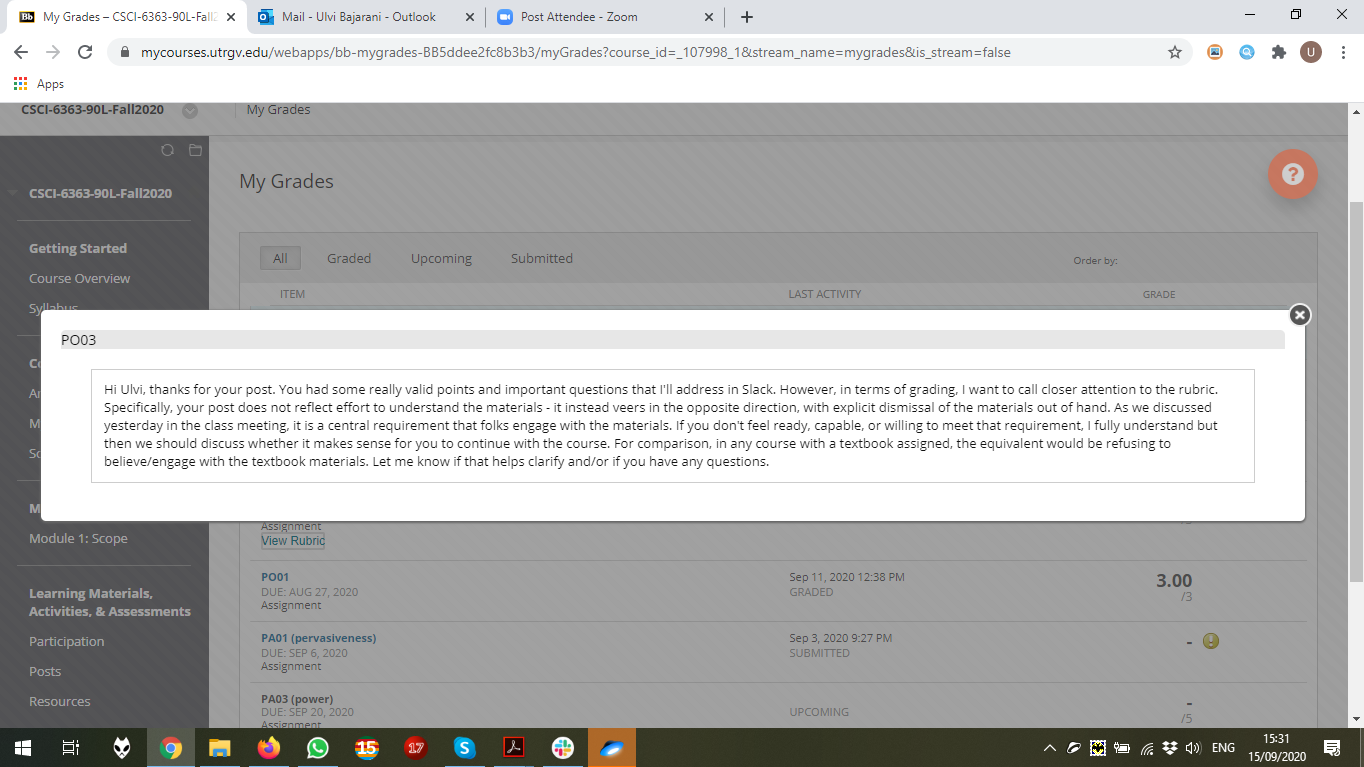 My Grades – CSCI-6363-90L-Fall2
Mail - Ulvi Bajarani - Outlook
Post Attendee - Zoom
mycourses.utrgv.edu/webapps/bb-mygrades-BB5ddee2fc8b3b3/myGrades?course_id=_107998_1&stream_name=mygrades&is_stream=false
U
Apps
CSCI-6363-90L-Fall2020
My Grades
CSCI-6363-90L-Fall2020
Getting Started
Course Overview
Syllabus
My Grades
All
Graded
Upcoming
Submitted
Order by:
ITEM
LAST ACTIVITY
GRADE
PO03
Hi Ulvi, thanks for your post. You had some really valid points and important questions that I'll address in Slack. However, in terms of grading, I want to call closer attention to the rubric.
Specifically, your post does not reflect effort to understand the materials - it instead veers in the opposite direction, with explicit dismissal of the materials out of hand. As we discussed
yesterday in the class meeting, it is a central requirement that folks engage with the materials. If you don't feel ready, capable, or willing to meet that requirement, I fully understand but
then we should discuss whether it makes sense for you to continue with the course. For comparison, in any course with a textbook assigned, the equivalent would be refusing to
believe/engage with the textbook materials. Let me know if that helps clarify and/or if you have any questions.
Assignment
View Rubric
Module 1: Scope
Learning Materials,
Activities, & Assessments
Participation
Posts
Resources
PO01
DUE: AUG 27, 2020
Assignment
Sep 11, 2020 12:38 PM
GRADED
3.00
/3
PA01 (pervasiveness)
DUE: SEP 6, 2020
Assignment
Sep 3, 2020 9:27 PM
SUBMITTED
-
PA03 (power)
DUE: SEP 20, 2020
Assignment
UPCOMING
-
/5
15
17
ENG
15:31
15/09/2020